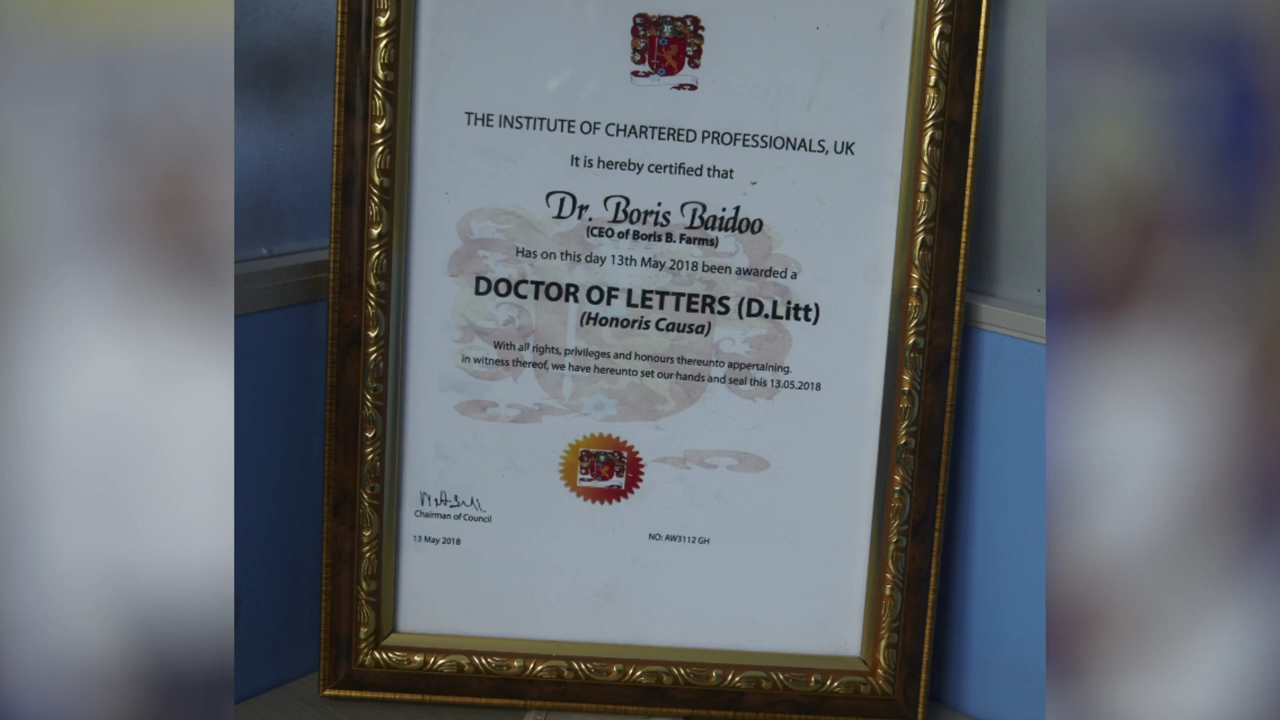 THE INSTITUTE OF CHARTERED PROFESSIONALS, UK
It is hereby certified that
Dr. Boris Baidoo
(CEO of Boris B. Farms)
Has on this day 13th May 2018 been awarded a
DOCTOR OF LETTERS (D.Litt)
(Honoris Causa)
With all rights, privileges and honours thereunto appertaining.
in witness thereof, we have hereunto set our hands and seal this 13.05.2018
Chairman of Council
13 May 2018
NO: AW3112 GH